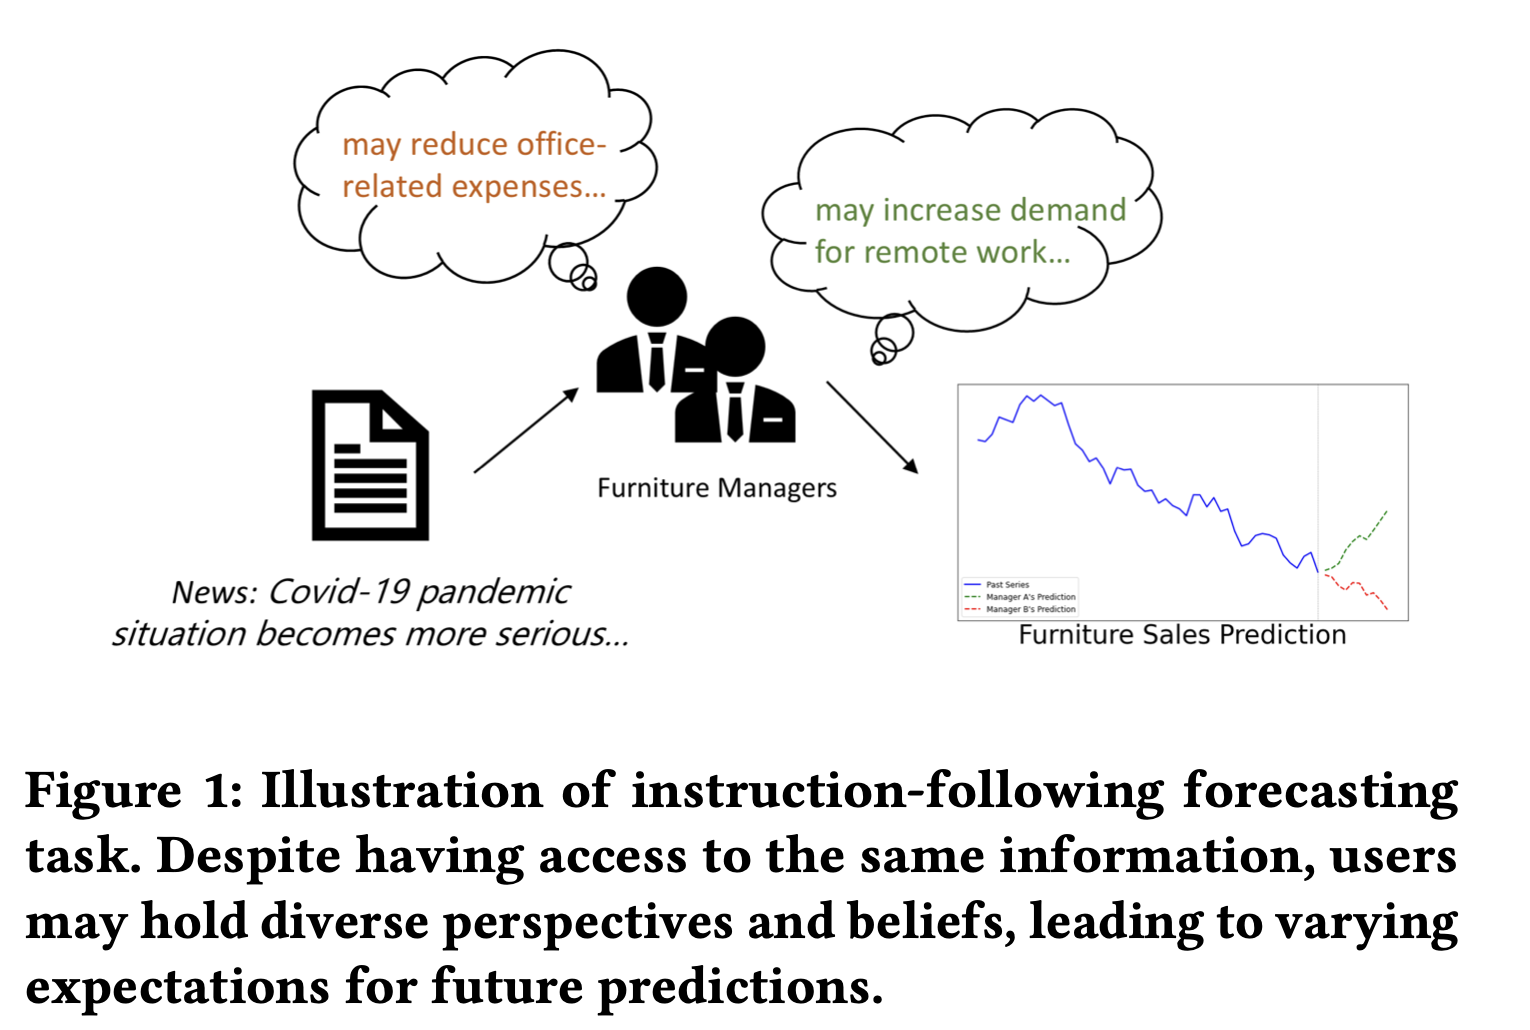 may reduce office-
related expenses...
may increase demand
for remote work...
Furniture Managers
News: Covid-19 pandemic
situation becomes more serious...
Past Series
Manager A's Prediction
Manager B's Prediction
Furniture Sales Prediction
Figure 1: Illustration of instruction-following forecasting
task. Despite having access to the same information, users
may hold diverse perspectives and beliefs, leading to varying
expectations for future predictions.